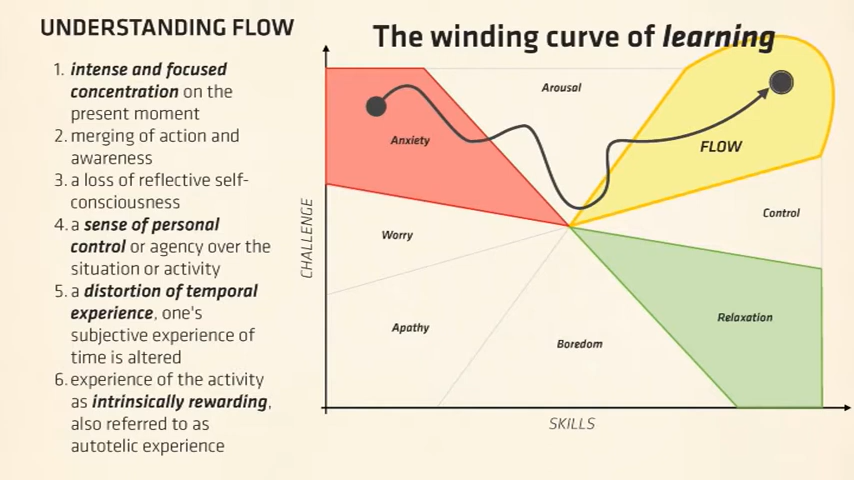 UNDERSTANDING FLOW
1. intense and focused
concentration on the
present moment
2. merging of action and
awareness
3. a loss of reflective self-
consciousness
4. a sense of personal
control or agency over the
situation or activity
5. a distortion of temporal
experience, one's
subjective experience of
time is altered
6. experience of the activity
as intrinsically rewarding,
also referred to as
autotelic experience
The winding curve of learning
Arousal
Anxiety
FLOW
Control
Worry
Relaxation
Apathy
Boredom
CHALLENGE
SKILLS